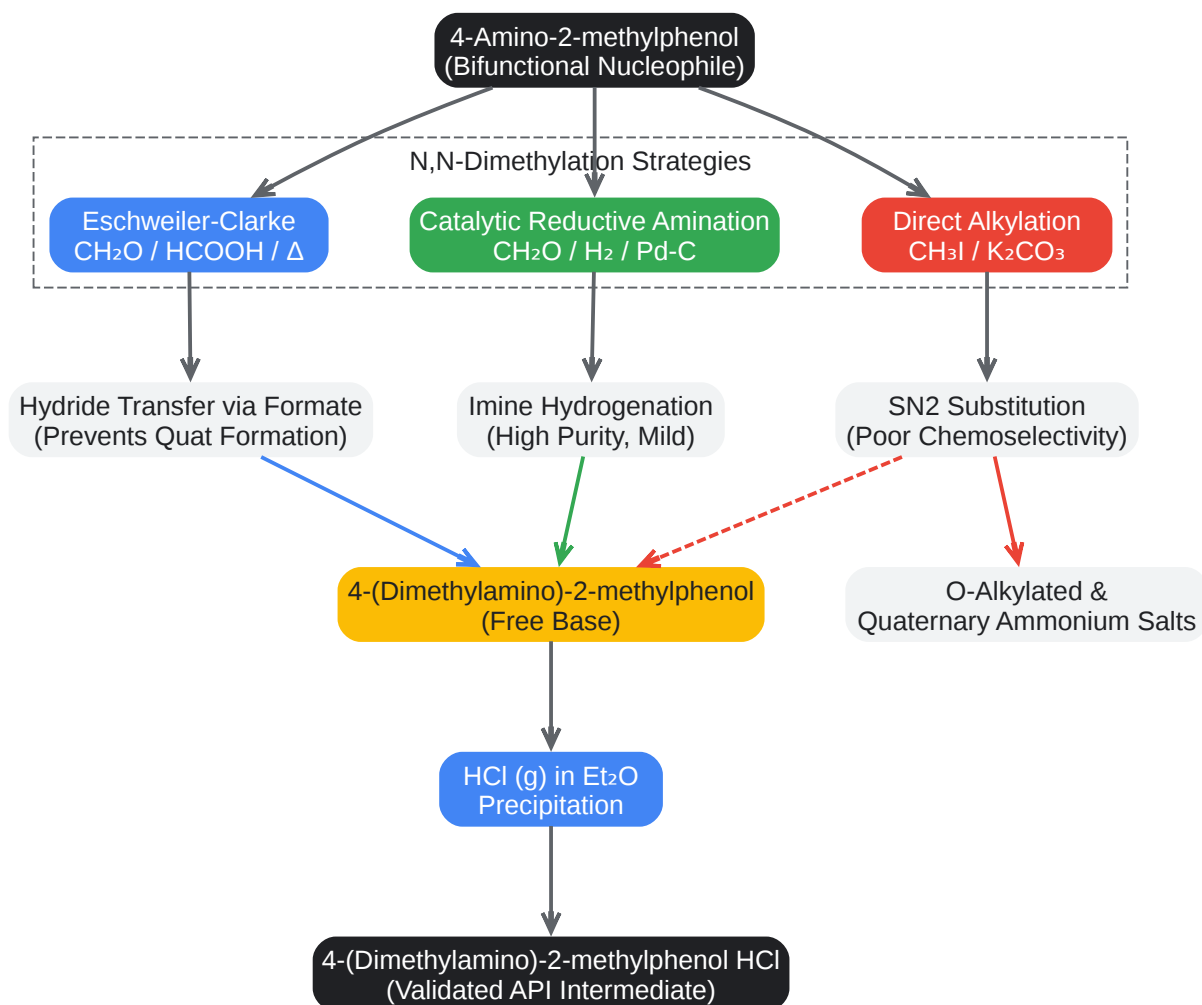 4-Amino-2-methylphenol
(Bifunctional Nucleophile)
N,N-Dimethylation Strategies
Eschweiler-Clarke
CH₂O / HCOOH / Δ
Catalytic Reductive Amination
CH₂O / H₂ / Pd-C
Direct Alkylation
CH₃I / K₂CO₃
Hydride Transfer via Formate
(Prevents Quat Formation)
Imine Hydrogenation
(High Purity, Mild)
SN2 Substitution
(Poor Chemoselectivity)
4-(Dimethylamino)-2-methylphenol
(Free Base)
O-Alkylated &
Quaternary Ammonium Salts
HCl (g) in Et₂O
Precipitation
4-(Dimethylamino)-2-methylphenol HCl
(Validated API Intermediate)